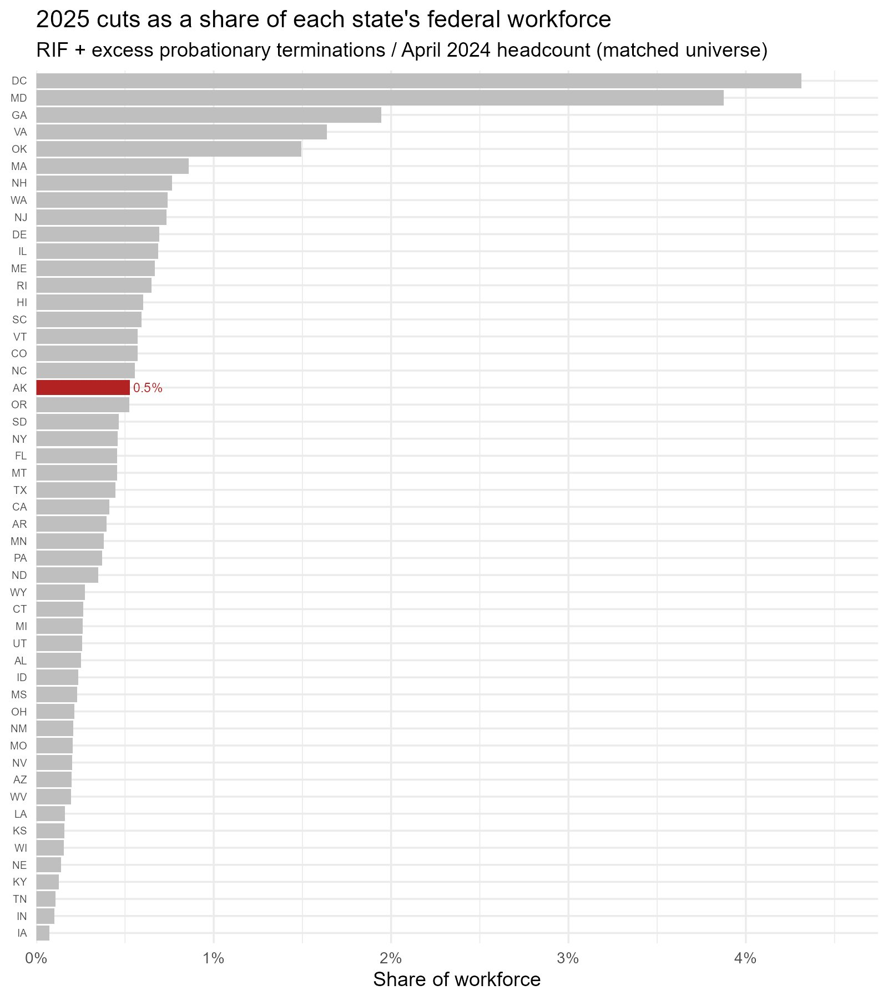 2025 cuts as a share of each state's federal workforce
RIF + excess probationary terminations / April 2024 headcount (matched universe)
DC
MD
GA
VA
OK
MA
NH
WA
NJ
DE
IL
ME
RI
HI
SC
VT
CO
NC
AK 0.5%
OR
SD
NY
FL
MT
TX
CA
AR
MN
PA
ND
WY
CT
MI
UT
AL
ID
MS
OH
NM
MO
NV
AZ
WV
LA
KS
WI
NE
KY
TN
IN
IA
0% 1% 2% 3% 4%
Share of workforce